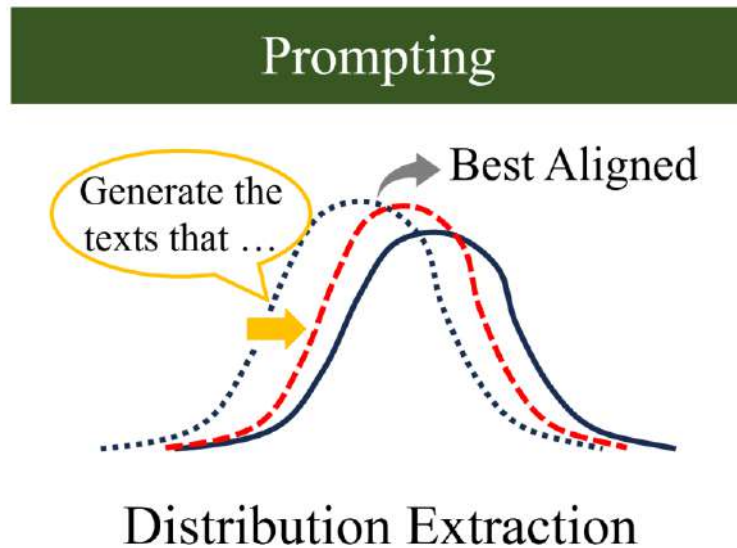 Prompting
Best Aligned
Generate the
texts that …
Distribution Extraction